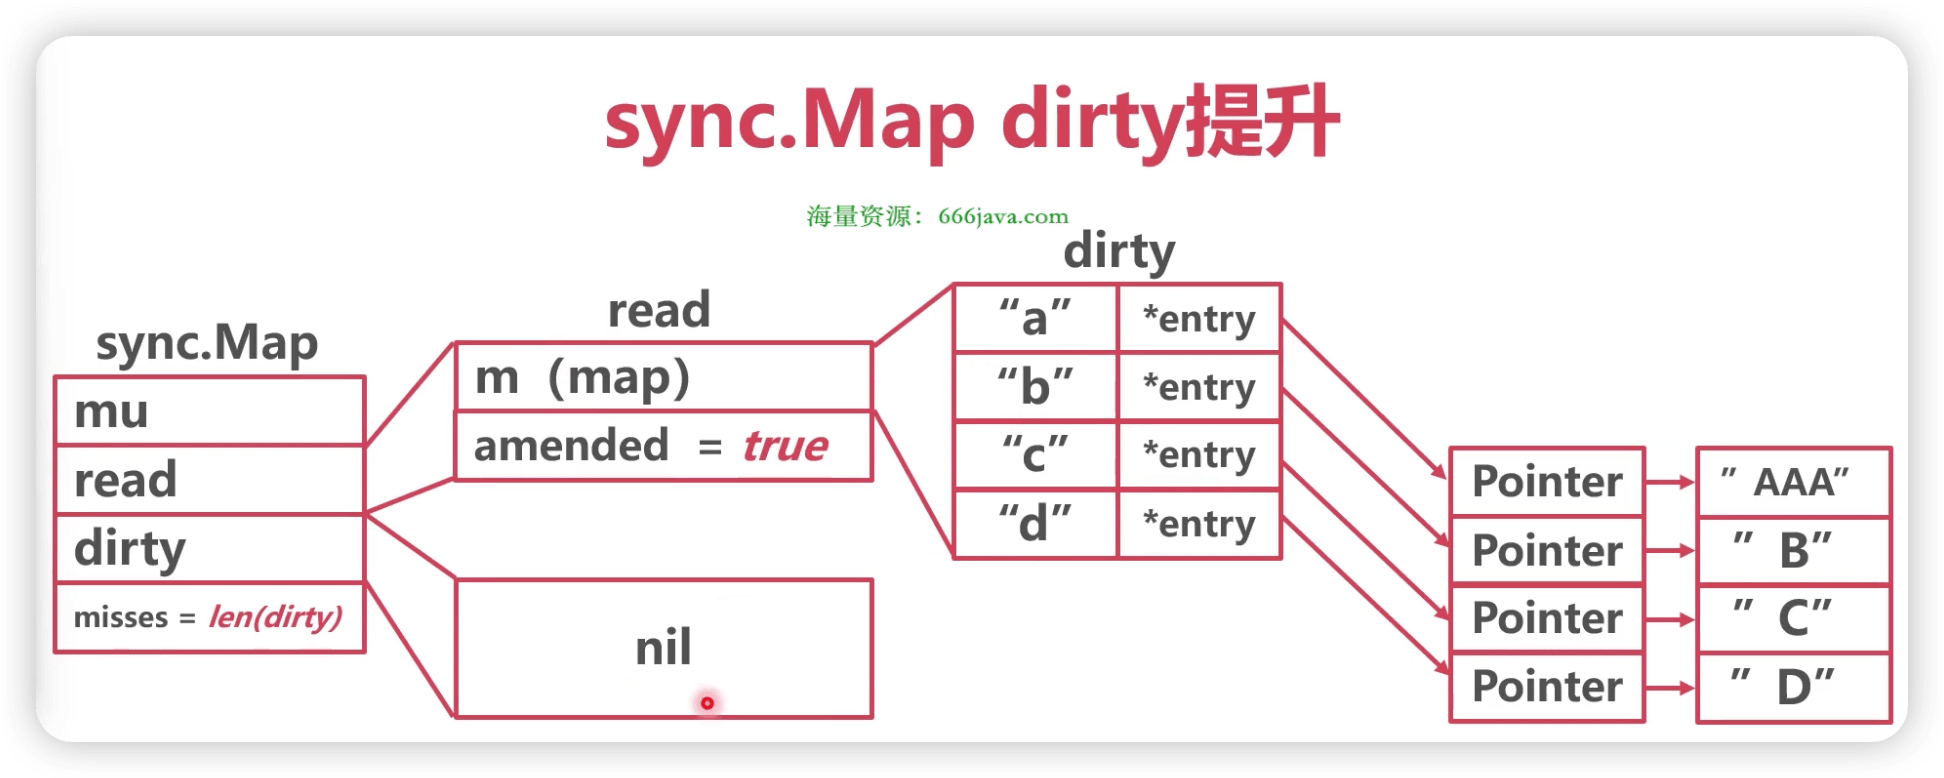 sync.Map dirty提升
海量资源：666java.com
sync.Map
mu
read
dirty
misses = len(dirty)
read
m（map）
amended = true
nil
dirty
“a” *entry
“b” *entry
“c” *entry
“d” *entry
Pointer ” AAA”
Pointer ” B”
Pointer ” C”
Pointer ” D”